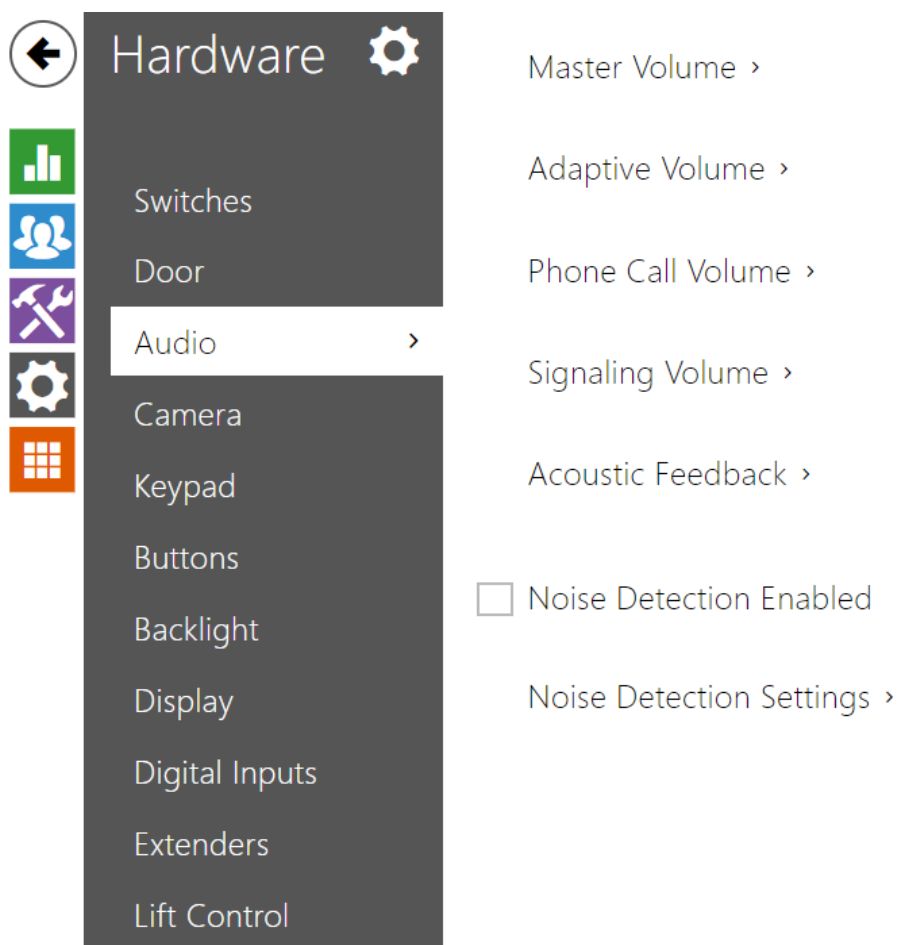 Hardware
Switches
Door
Audio
Camera
Keypad
Buttons
Backlight
Display
Digital Inputs
Extenders
Lift Control
Master Volume
Adaptive Volume
Phone Call Volume
Signaling Volume
Acoustic Feedback
Noise Detection Enabled
Noise Detection Settings